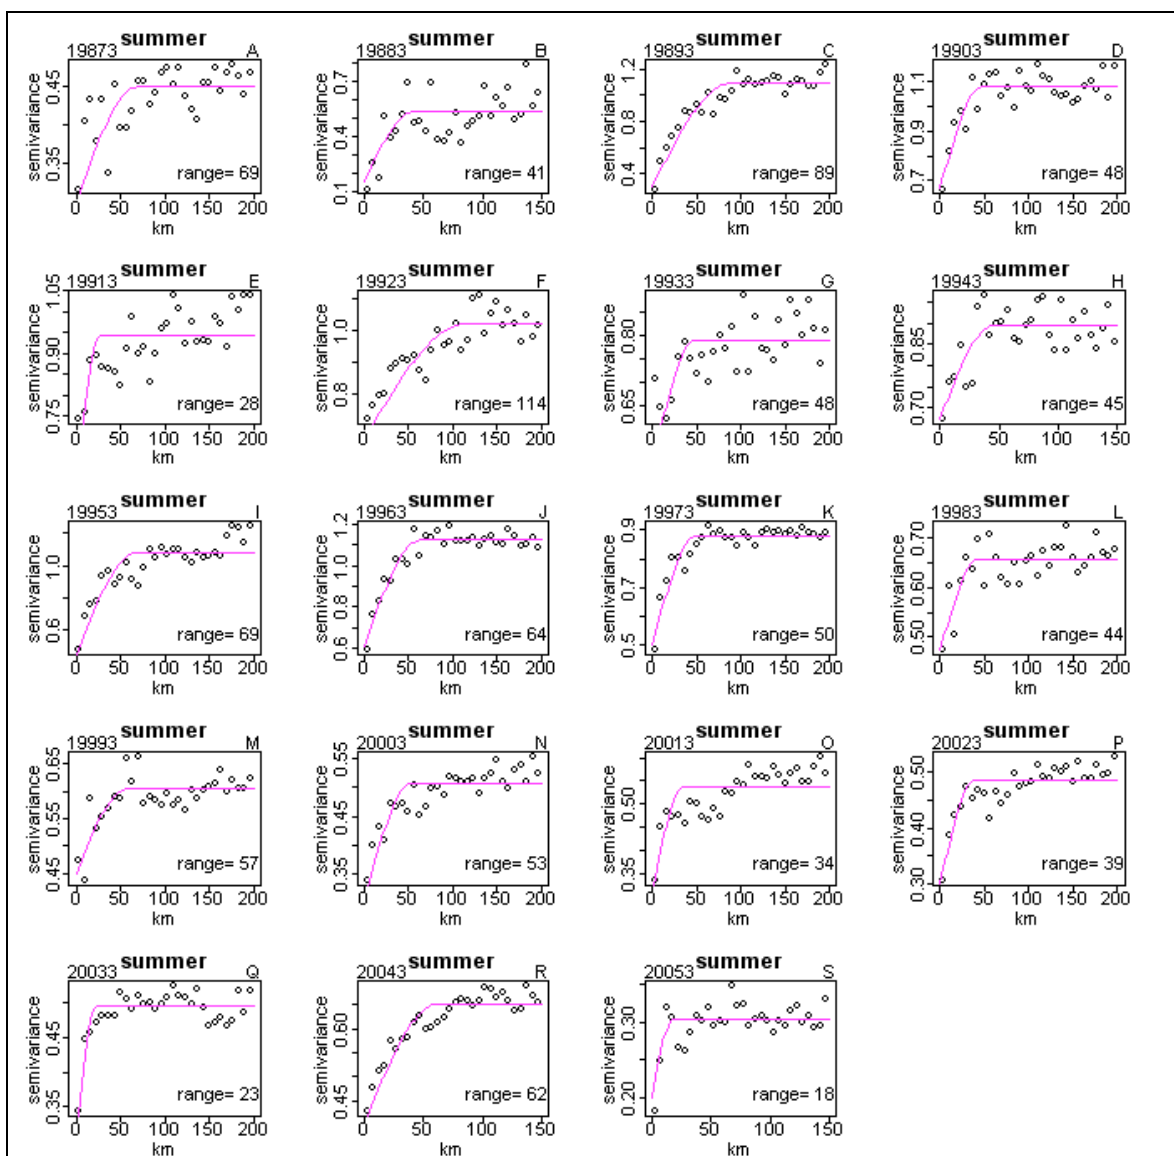 summer summer summer summer
19873 A 19883 B 19893 C 19903 D
semivariance 0.35 0.45 semivariance 0.1 0.4 0.7 semivariance 0.4 0.8 1.2 semivariance 0.7 0.9 1.1
range= 69 range= 41 range= 89 range= 48
0 50 100 200 0 50 100 150 0 50 100 200 0 50 100 200
km km km km
summer summer summer summer
19913 E 19923 F 19933 G 19943 H
semivariance 0.75 0.90 1.05 semivariance 0.8 1.0 semivariance 0.65 0.80 semivariance 0.70 0.85
range= 28 range= 114 range= 48 range= 45
0 50 100 200 0 50 100 200 0 50 100 200 0 50 100 150
km km km km
summer summer summer summer
19953 I 19963 J 19973 K 19983 L
semivariance 0.6 1.0 semivariance 0.6 0.8 1.0 1.2 semivariance 0.5 0.7 0.9 semivariance 0.50 0.60 0.70
range= 69 range= 64 range= 50 range= 44
0 50 100 200 0 50 100 200 0 50 100 200 0 50 100 200
km km km km
summer summer summer summer
19993 M 20003 N 20013 O 20023 P
semivariance 0.45 0.55 0.65 semivariance 0.35 0.45 0.55 semivariance 0.35 0.50 semivariance 0.30 0.40 0.50
range= 57 range= 53 range= 34 range= 39
0 50 100 200 0 50 100 200 0 50 100 200 0 50 100 200
km km km km
summer summer summer
20033 Q 20043 R 20053 S
semivariance 0.35 0.45 semivariance 0.45 0.60 semivariance 0.20 0.30
range= 23 range= 62 range= 18
0 50 100 200 0 50 100 150 0 50 100 150
km km km